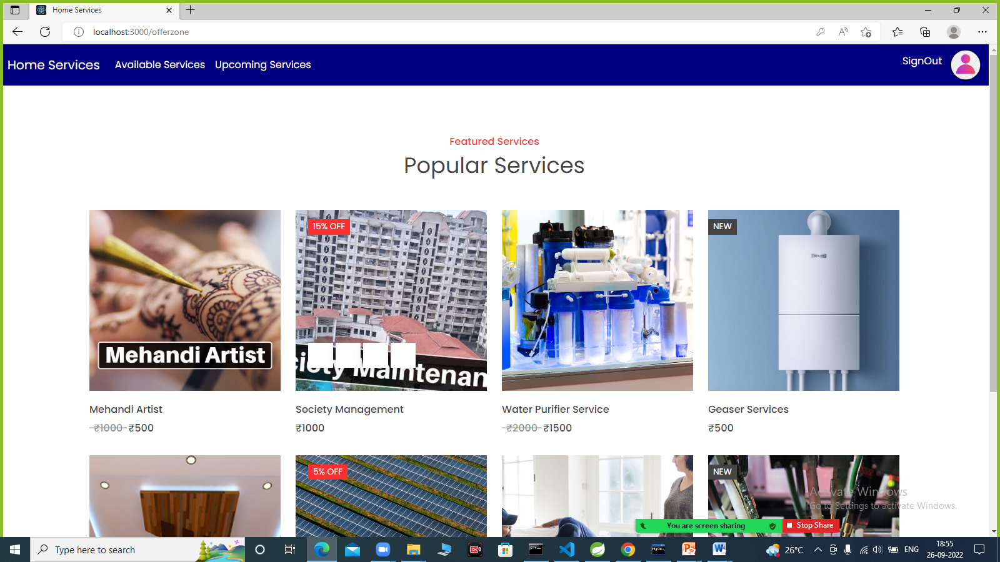 Home Services
localhost:3000/offerzone
Home Services
Available Services
Upcoming Services
SignOut
Featured Services
Popular Services
Mehandi Artist
15% OFF
ciety Maintenan
NEW
Mehandi Artist
₹1000 ₹500
Society Management
₹1000
Water Purifier Service
₹2000 ₹1500
Geaser Services
₹500
5% OFF
NEW
Activate Windows
Go to Settings to activate Windows.
You are screen sharing
Stop Share
Type here to search
26°C
ENG
18:55
26-09-2022